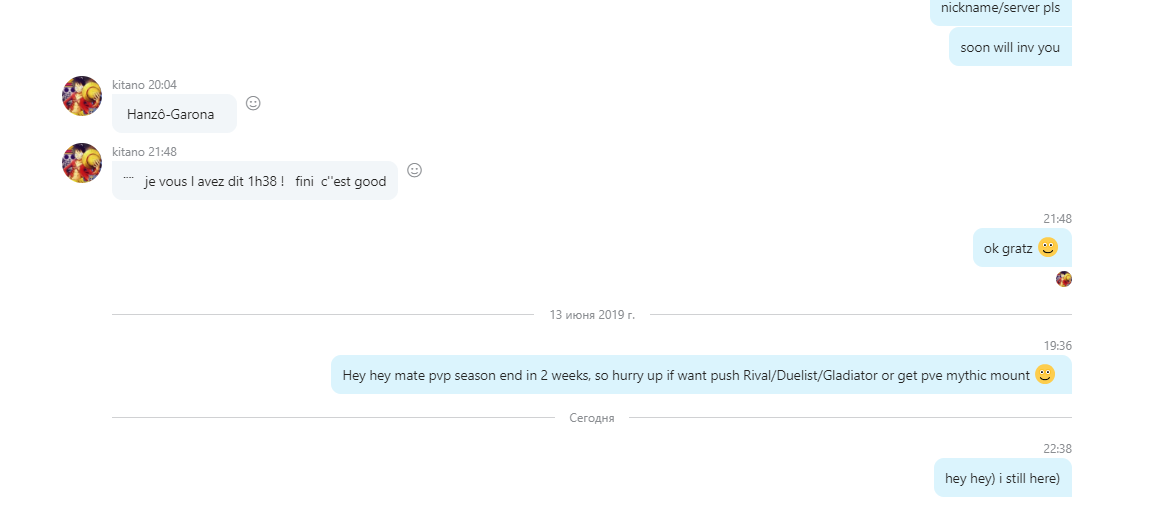 nickname/server pls
soon will inv you
kitano 20:04
Hanzô-Garona
kitano 21:48
¨¨ je vous l avez dit 1h38 ! fini c''est good
21:48
ok gratz
13 июня 2019 г.
19:36
Hey hey mate pvp season end in 2 weeks, so hurry up if want push Rival/Duelist/Gladiator or get pve mythic mount
Сегодня
22:38
hey hey) i still here)